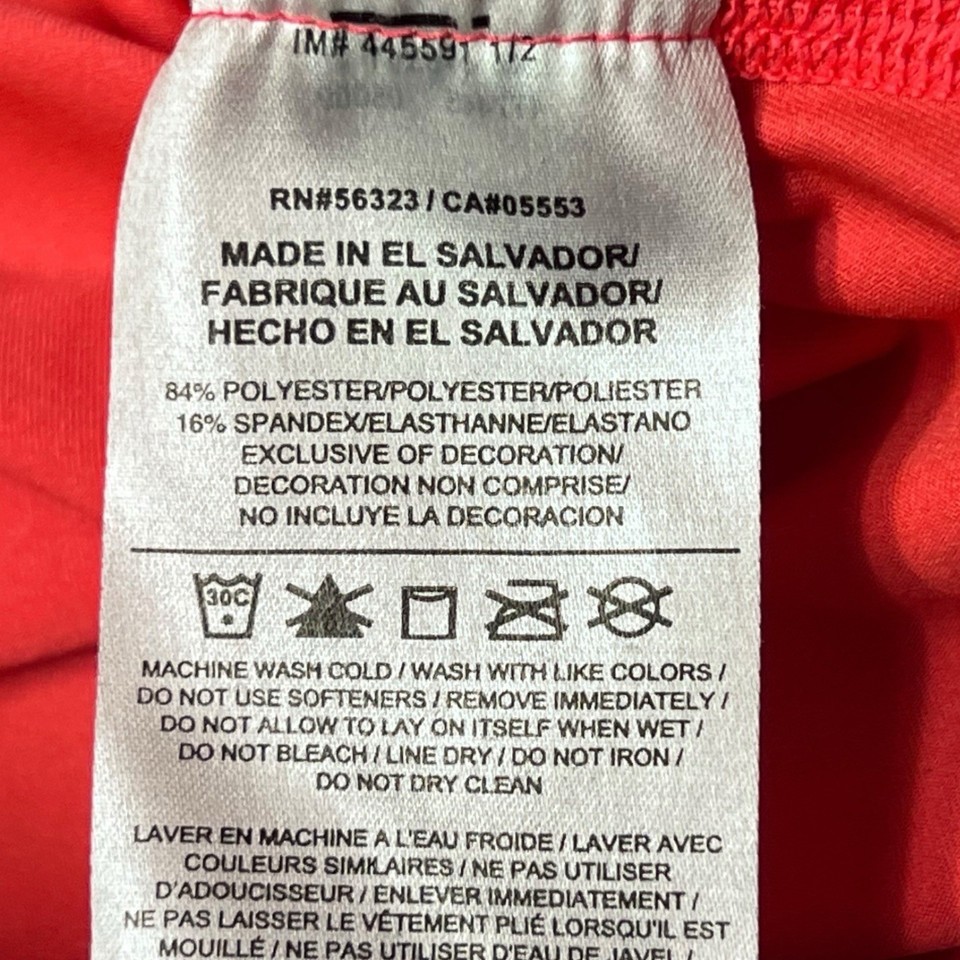 IM# 445591 1/2
RN#56323 / CA#05553
MADE IN EL SALVADOR/
FABRIQUE AU SALVADOR/
HECHO EN EL SALVADOR
84% POLYESTER/POLYESTER/POLIESTER
16% SPANDEX/ELASTHANNE/ELASTANO
EXCLUSIVE OF DECORATION/
DECORATION NON COMPRISE/
NO INCLUYE LA DECORACION
30C
MACHINE WASH COLD / WASH WITH LIKE COLORS /
DO NOT USE SOFTENERS / REMOVE IMMEDIATELY /
DO NOT ALLOW TO LAY ON ITSELF WHEN WET /
DO NOT BLEACH / LINE DRY / DO NOT IRON /
DO NOT DRY CLEAN
LAVER EN MACHINE A L'EAU FROIDE / LAVER AVEC
COULEURS SIMILAIRES / NE PAS UTILISER
D'ADOUCISSEUR / ENLEVER IMMEDIATEMENT /
NE PAS LAISSER LE VÉTEMENT PLIÉ LORSQU'IL EST
MOUILLÉ / NE PAS UTILISER D'EAU DE JAVEL /